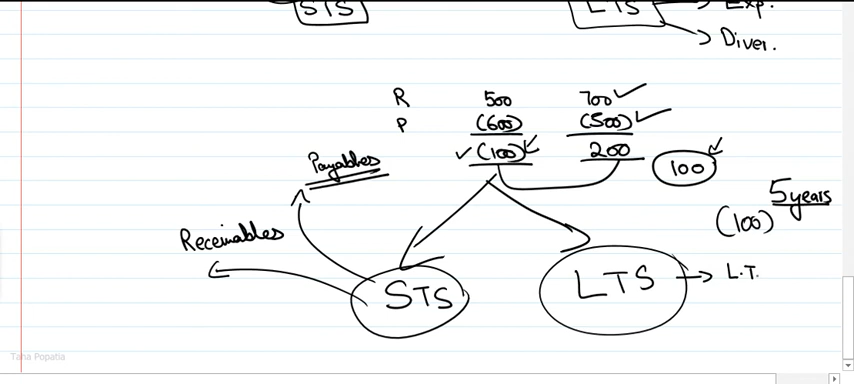 STS LTS Exp.
Diver.
R 500 700
P (600) (500)
(100) 200 100
Payables
5 years
(100)
Receivables
STS LTS L.T.
Taha Popatia